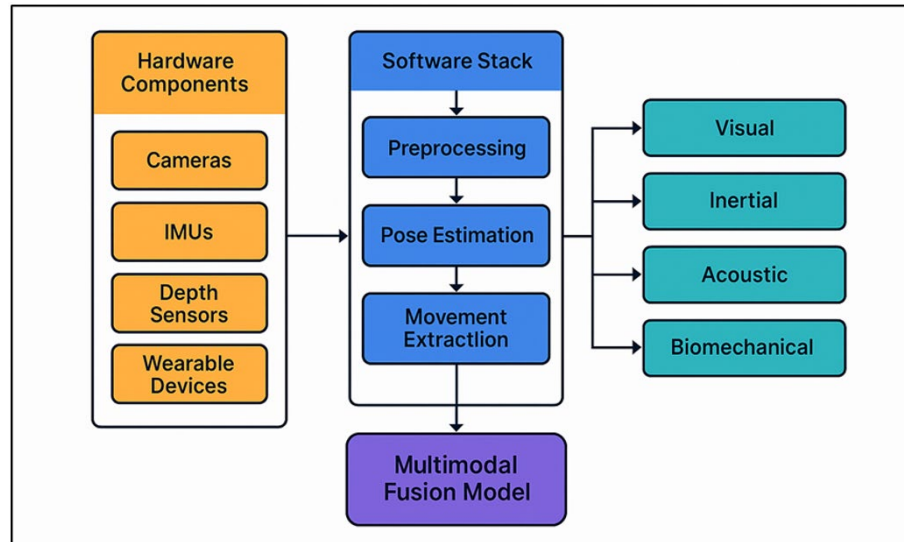 Hardware
Components
Cameras
IMUs
Depth
Sensors
Wearable
Devices
Software Stack
Preprocessing
Pose Estimation
Movement
Extractlion
Multimodal
Fusion Model
Visual
Inertial
Acoustic
Biomechanical